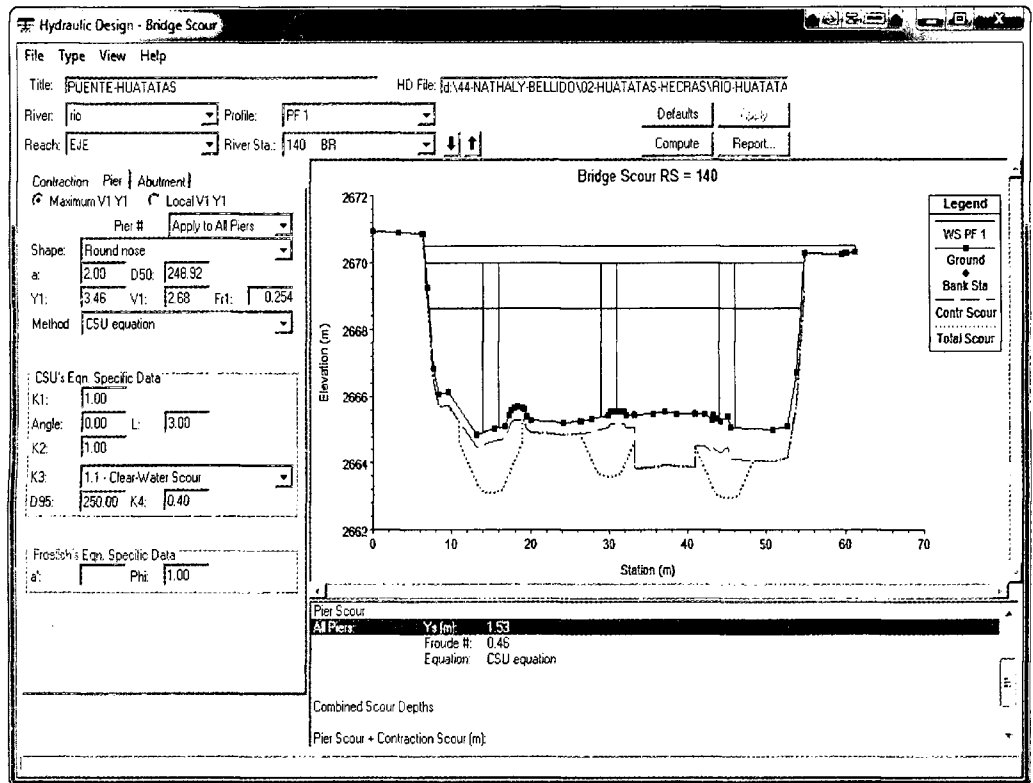 Hydraulic Design - Bridge Scour
File Type View Help
Title: PUENTE-HUATATAS HD File: d:\44-NATHALY-BELLIDO\02-HUATATAS-HECRAS\RIO-HUATATA
River: rio Profile: PF 1 Defaults Apply
Reach: EJE River Sta.: 140 BR Compute Report...
Contraction Pier Abutment
Maximum V1 Y1 Local V1 Y1
Pier # Apply to All Piers
Shape: Round nose
a: 2.00 D50: 248.92
Y1: 3.46 V1: 2.68 Fr1: 0.254
Method CSU equation
CSU's Eqn. Specific Data
K1: 1.00
Angle: 0.00 L: 3.00
K2: 1.00
K3: 1.1 - Clear-Water Scour
D95: 250.00 K4: 0.40
Froelich's Eqn. Specific Data
a': Phi: 1.00
Bridge Scour RS = 140
Elevation (m)
2672
2670
2668
2666
2664
2662
0 10 20 30 40 50 60 70
Station (m)
Legend
WS PF 1
Ground
Bank Sta
Contr Scour
Total Scour
Pier Scour
All Piers: Ys (m): 1.53
Froude #: 0.46
Equation: CSU equation
Combined Scour Depths
Pier Scour + Contraction Scour (m):